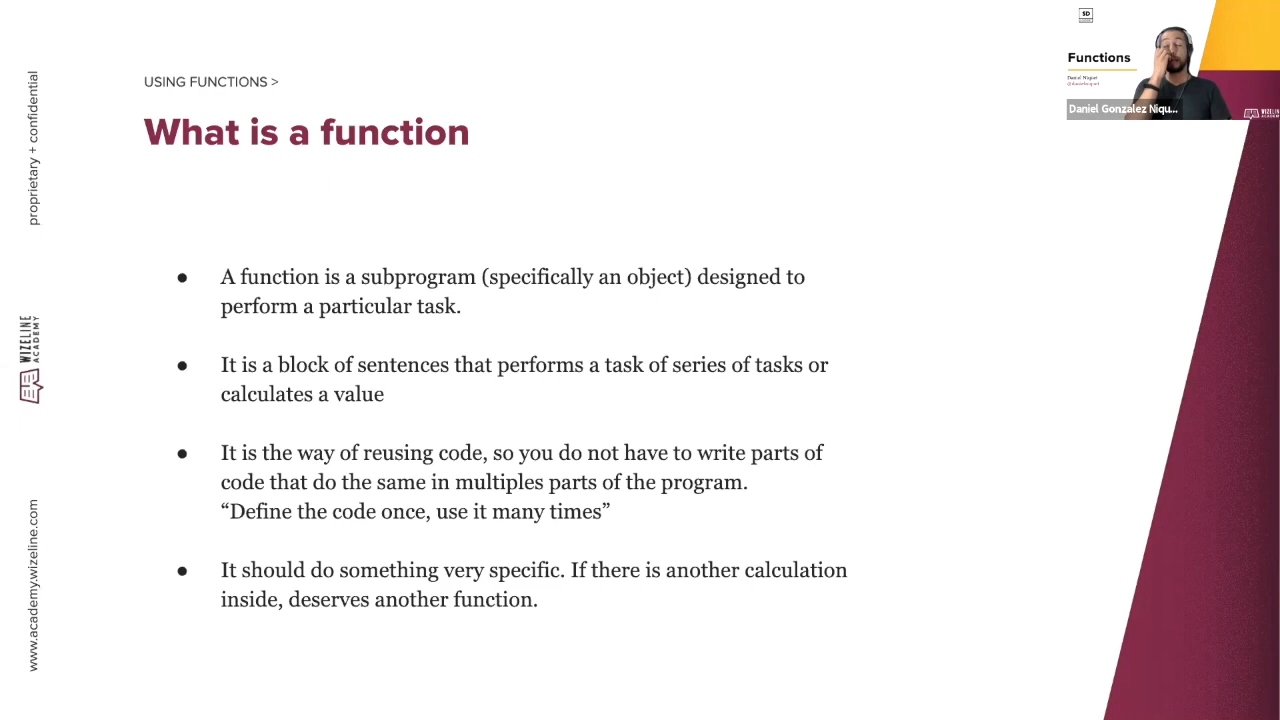 USING FUNCTIONS >
What is a function
● A function is a subprogram (specifically an object) designed to
perform a particular task.
● It is a block of sentences that performs a task of series of tasks or
calculates a value
● It is the way of reusing code, so you do not have to write parts of
code that do the same in multiples parts of the program.
“Define the code once, use it many times”
● It should do something very specific. If there is another calculation
inside, deserves another function.
proprietary + confidential
WIZELINE
ACADEMY
www.academy.wizeline.com
SD
Functions
Daniel Niquet
Daniel Gonzalez Niqu...